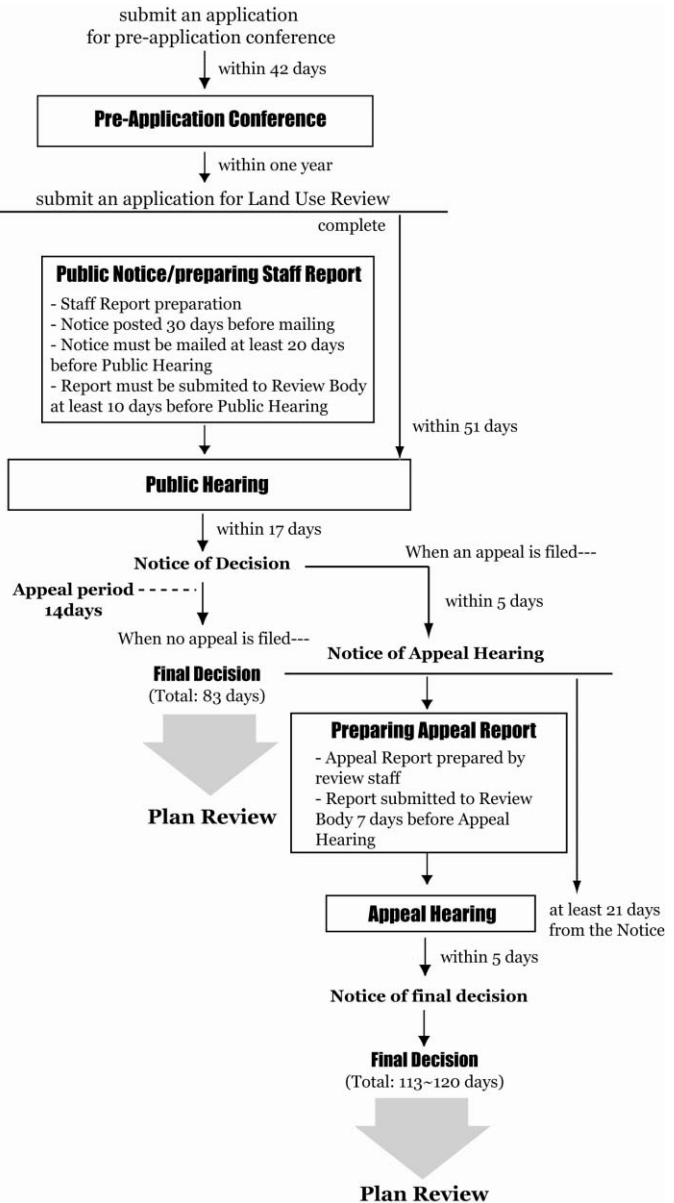 submit an application
for pre-application conference
within 42 days
Pre-Application Conference
within one year
submit an application for Land Use Review
complete
Public Notice/preparing Staff Report
- Staff Report preparation
- Notice posted 30 days before mailing
- Notice must be mailed at least 20 days
before Public Hearing
- Report must be submited to Review Body
at least 10 days before Public Hearing
within 51 days
Public Hearing
within 17 days
When an appeal is filed---
Notice of Decision
Appeal period
14days
within 5 days
When no appeal is filed---
Notice of Appeal Hearing
Final Decision
(Total: 83 days)
Preparing Appeal Report
- Appeal Report prepared by
review staff
- Report submitted to Review
Body 7 days before Appeal
Hearing
Plan Review
Appeal Hearing
at least 21 days
from the Notice
within 5 days
Notice of final decision
Final Decision
(Total: 113~120 days)
Plan Review